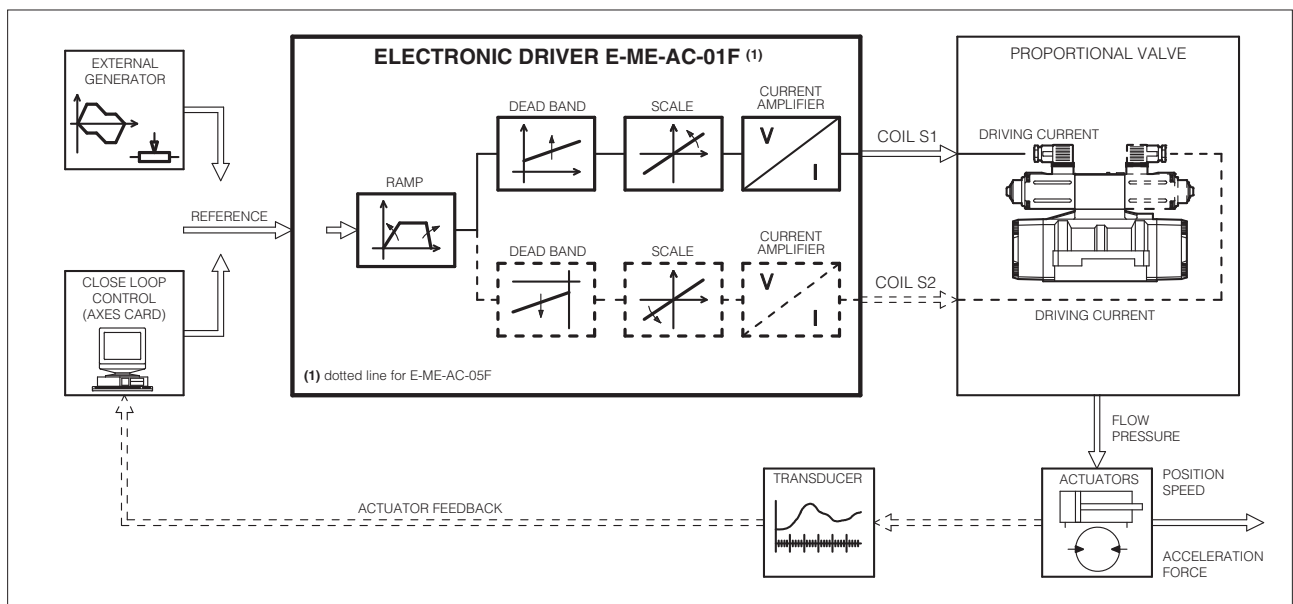 EXTERNAL
GENERATOR
ELECTRONIC DRIVER E-ME-AC-01F (1)
PROPORTIONAL VALVE
DEAD BAND
SCALE
CURRENT
AMPLIFIER
V
I
COIL S1
DRIVING CURRENT
RAMP
REFERENCE
CLOSE LOOP
CONTROL
(AXES CARD)
DEAD BAND
SCALE
CURRENT
AMPLIFIER
V
I
COIL S2
DRIVING CURRENT
(1) dotted line for E-ME-AC-05F
FLOW
PRESSURE
TRANSDUCER
ACTUATORS
POSITION
SPEED
ACTUATOR FEEDBACK
ACCELERATION
FORCE